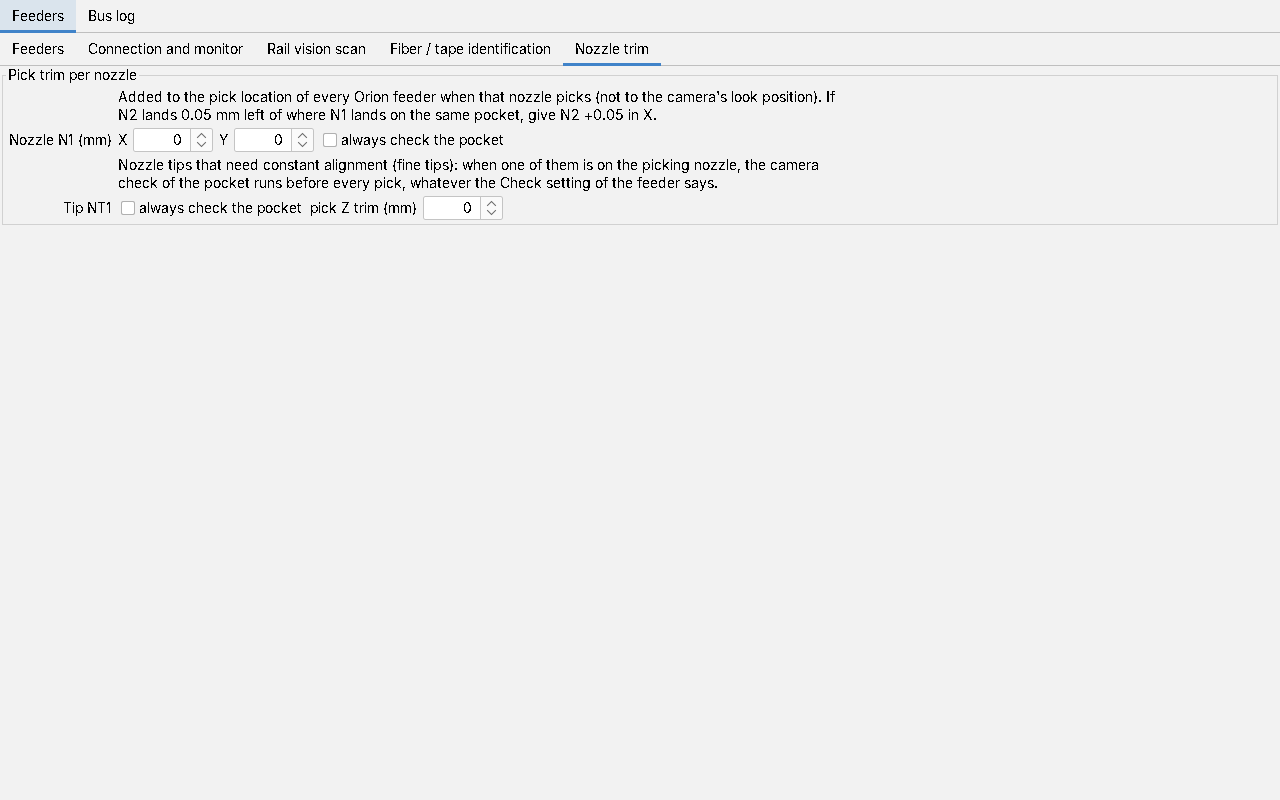 Feeders Bus log
Feeders Connection and monitor Rail vision scan Fiber / tape identification Nozzle trim
Pick trim per nozzle
Added to the pick location of every Orion feeder when that nozzle picks (not to the camera's look position). If
N2 lands 0.05 mm left of where N1 lands on the same pocket, give N2 +0.05 in X.
Nozzle N1 (mm) X 0 Y 0 always check the pocket
Nozzle tips that need constant alignment (fine tips): when one of them is on the picking nozzle, the camera
check of the pocket runs before every pick, whatever the Check setting of the feeder says.
Tip NT1 always check the pocket pick Z trim (mm) 0